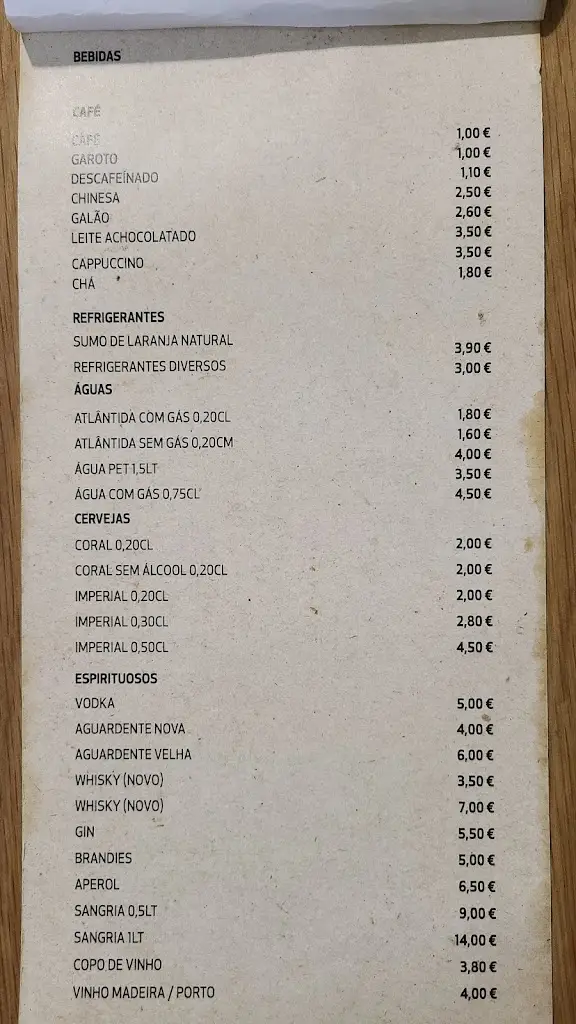 BEBIDAS
CAFÉ
CAFÉ 1,00 €
GAROTO 1,00 €
DESCAFEÍNADO 1,10 €
CHINESA 2,50 €
GALÃO 2,60 €
LEITE ACHOCOLATADO 3,50 €
CAPPUCCINO 3,50 €
CHÁ 1,80 €
REFRIGERANTES
SUMO DE LARANJA NATURAL 3,90 €
REFRIGERANTES DIVERSOS 3,00 €
ÁGUAS
ATLÂNTIDA COM GÁS 0,20CL 1,80 €
ATLÂNTIDA SEM GÁS 0,20CM 1,60 €
4,00 €
ÁGUA PET 1,5LT 3,50 €
ÁGUA COM GÁS 0,75CL 4,50 €
CERVEJAS
CORAL 0,20CL 2,00 €
CORAL SEM ÁLCOOL 0,20CL 2,00 €
IMPERIAL 0,20CL 2,00 €
IMPERIAL 0,30CL 2,80 €
IMPERIAL 0,50CL 4,50 €
ESPIRITUOSOS
VODKA 5,00 €
AGUARDENTE NOVA 4,00 €
AGUARDENTE VELHA 6,00 €
WHISKY (NOVO) 3,50 €
WHISKY (NOVO) 7,00 €
GIN 5,50 €
BRANDIES 5,00 €
APEROL 6,50 €
SANGRIA 0,5LT 9,00 €
SANGRIA 1LT 14,00 €
COPO DE VINHO 3,80 €
VINHO MADEIRA / PORTO 4,00 €